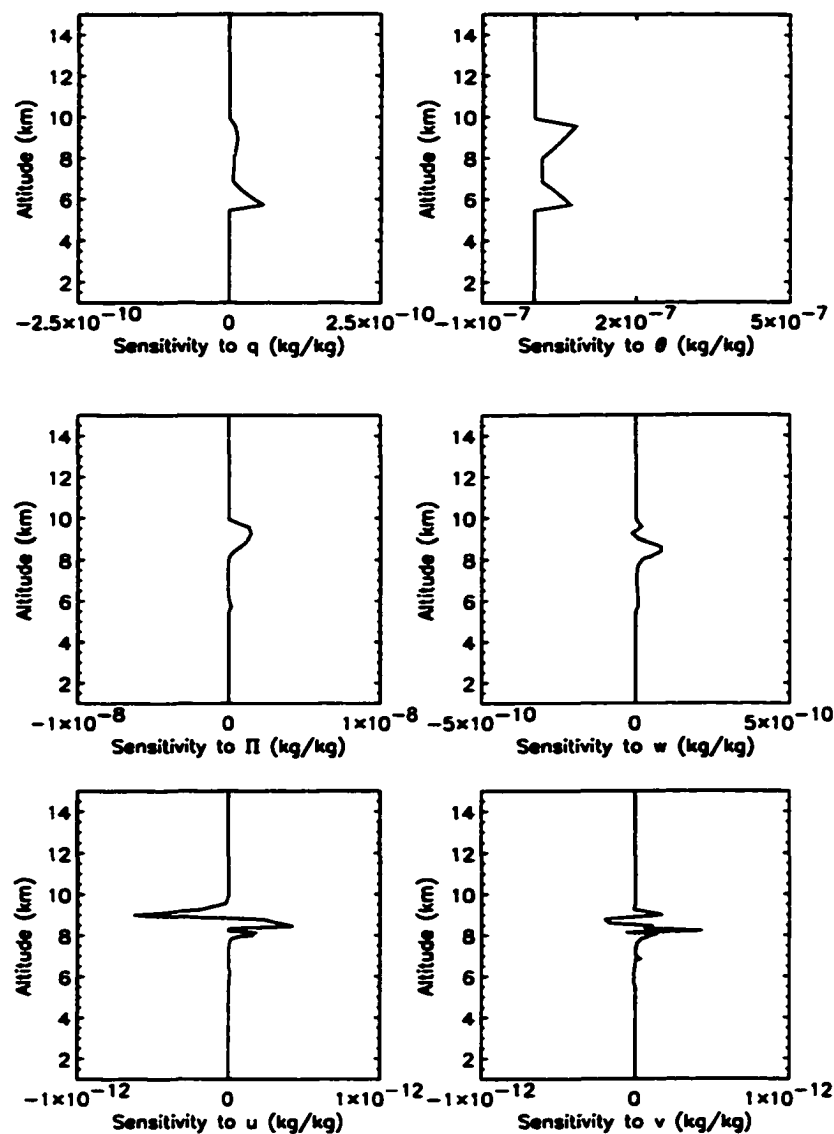 14
12
10
8
6
4
2
Altitude (km)
−2.5×10−10 0 2.5×10−10
Sensitivity to q (kg/kg)
14
12
10
8
6
4
2
Altitude (km)
−1×10−7 2×10−7 5×10−7
Sensitivity to θ (kg/kg)
14
12
10
8
6
4
2
Altitude (km)
−1×10−8 0 1×10−8
Sensitivity to Π (kg/kg)
14
12
10
8
6
4
2
Altitude (km)
−5×10−10 0 5×10−10
Sensitivity to w (kg/kg)
14
12
10
8
6
4
2
Altitude (km)
−1×10−12 0 1×10−12
Sensitivity to u (kg/kg)
14
12
10
8
6
4
2
Altitude (km)
−1×10−12 0 1×10−12
Sensitivity to v (kg/kg)